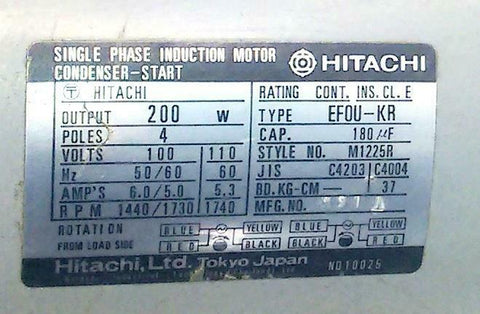 SINGLE PHASE INDUCTION MOTOR
CONDENSER-START
HITACHI
HITACHI
RATING CONT. INS. CL. E
OUTPUT 200 W
TYPE EFOU-KR
POLES 4
CAP. 180 µF
VOLTS 100 110
STYLE NO. M1225R
Hz 50/60 60
JIS C4203 C4004
AMP'S 6.0/5.0 5.3
BD.KG-CM— 37
RPM 1440/1730 1740
MFG.NO.
ROTATION
FROM LOAD SIDE
BLUE YELLOW BLUE YELLOW
RED BLACK BLACK RED
Hitachi, Ltd. Tokyo Japan